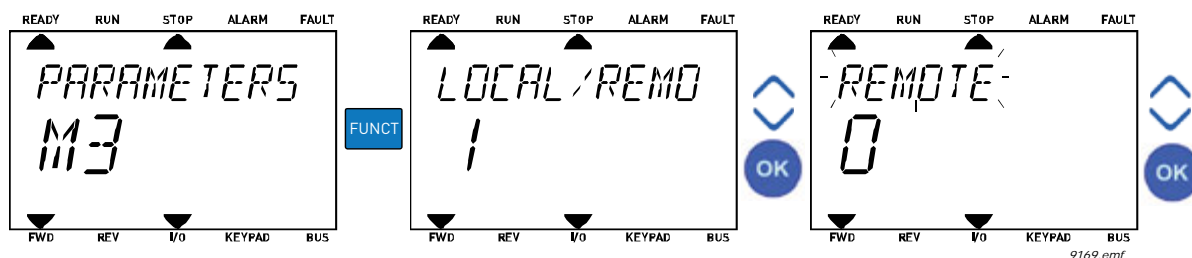 READY RUN STOP ALARM FAULT
PARAMETERS
M3
FWD REV I/O KEYPAD BUS
FUNCT
READY RUN STOP ALARM FAULT
LOCAL/REMO
1
FWD REV I/O KEYPAD BUS
OK
READY RUN STOP ALARM FAULT
REMOTE
0
FWD REV I/O KEYPAD BUS
OK
9169.emf